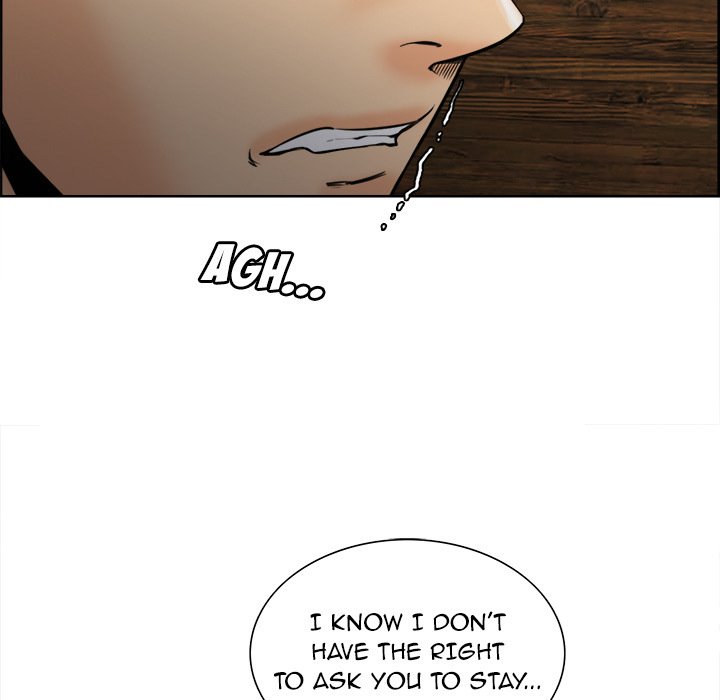 AGH...
I KNOW I DON'T
HAVE THE RIGHT
TO ASK YOU TO STAY...